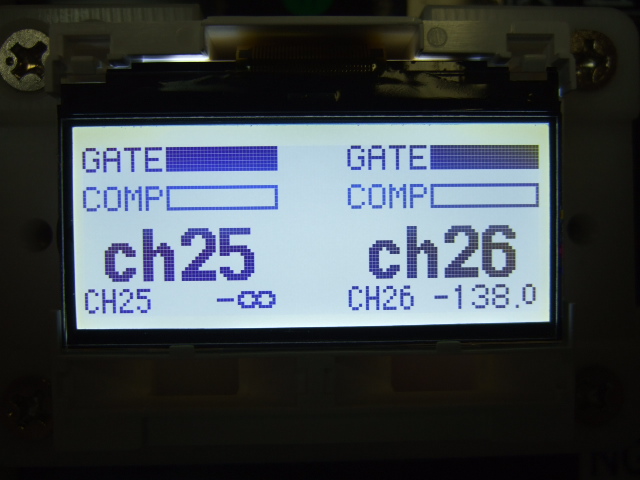 GATE GATE
COMP COMP
ch25 ch26
CH25 -∞ CH26 -138.0